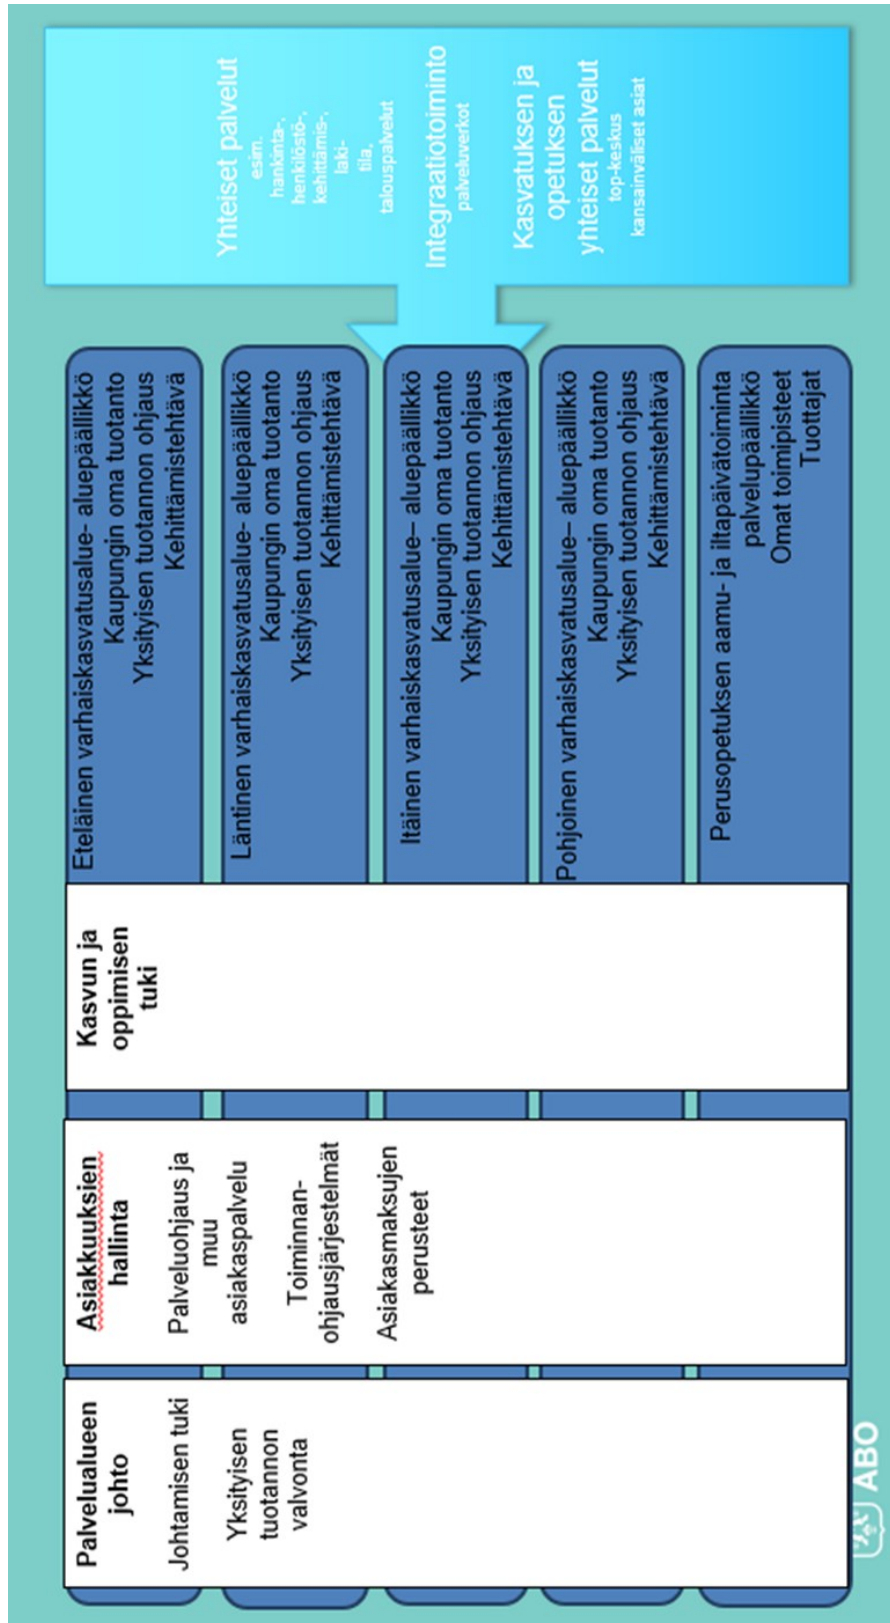 Palvelualueen
johto
Johtamisen tuki
Yksityisen
tuotannon
valvonta
Asiakkuuksien
hallinta
Palveluohjaus ja
muu
asiakaspalvelu
Toiminnan-
ohjausjärjestelmät
Asiakasmaksujen
perusteet
Kasvun ja
oppimisen
tuki
Eteläinen varhaiskasvatusalue- aluepäällikkö
Kaupungin oma tuotanto
Yksityisen tuotannon ohjaus
Kehittämistehtävä
Läntinen varhaiskasvatusalue- aluepäällikkö
Kaupungin oma tuotanto
Yksityisen tuotannon ohjaus
Kehittämistehtävä
Itäinen varhaiskasvatusalue– aluepäällikkö
Kaupungin oma tuotanto
Yksityisen tuotannon ohjaus
Kehittämistehtävä
Pohjoinen varhaiskasvatusalue– aluepäällikkö
Kaupungin oma tuotanto
Yksityisen tuotannon ohjaus
Kehittämistehtävä
Perusopetuksen aamu- ja iltapäivätoiminta
palvelupäällikkö
Omat toimipisteet
Tuottajat
Yhteiset palvelut
esim.
hankinta-,
henkilöstö-,
kehittämis-,
laki-
tila,
talouspalvelut
Integraatiotoiminto
palveluverkot
Kasvatuksen ja
opetuksen
yhteiset palvelut
top-keskus
kansainväliset asiat
ABO